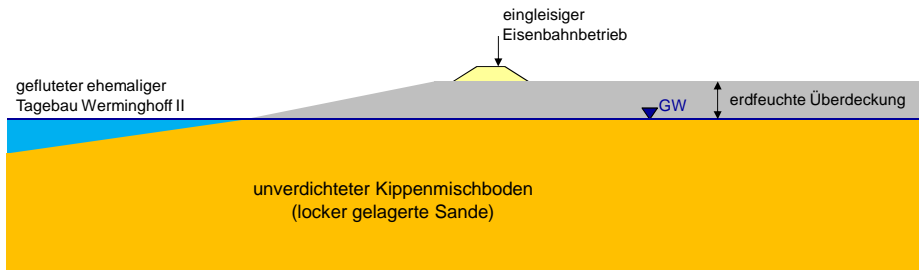 eingleisiger
Eisenbahnbetrieb
gefluteter ehemaliger
Tagebau Werminghoff II
GW
erdfeuchte Überdeckung
unverdichteter Kippenmischboden
(locker gelagerte Sande)